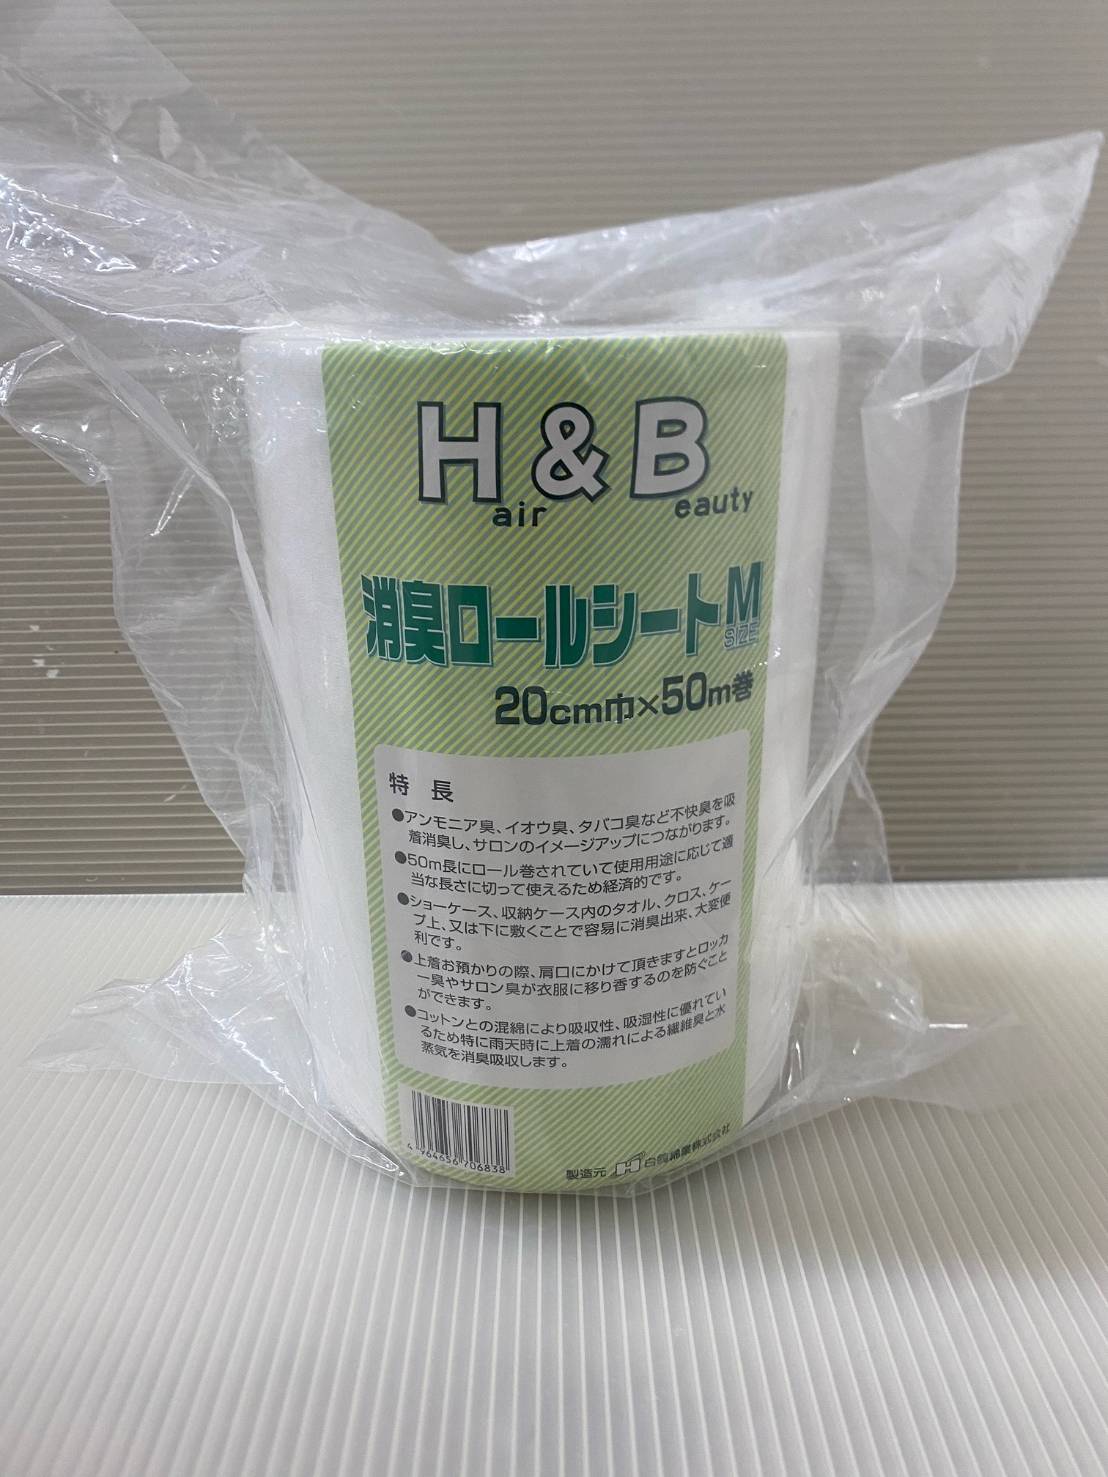 H&B
air eauty
消臭ロールシートM
SIZE
20cm巾×50m巻
特 長
●アンモニア臭、イオウ臭、タバコ臭など不快臭を吸
着消臭し、サロンのイメージアップにつながります。
●50m長にロール巻されていて使用用途に応じて適
当な長さに切って使えるため経済的です。
●ショーケース、収納ケース内のタオル、クロス、ケー
プ上、又は下に敷くことで容易に消臭出来、大変便
利です。
●上着お預かりの際、肩口にかけて頂きますとロッカ
ー臭やサロン臭が衣服に移り香するのを防ぐこと
ができます。
●コットンとの混綿により吸収性、吸湿性に優れてい
るため特に雨天時に上着の濡れによる繊維臭と水
蒸気を消臭吸収します。
4 964656 706838
製造元 H 白鶴綿業株式会社